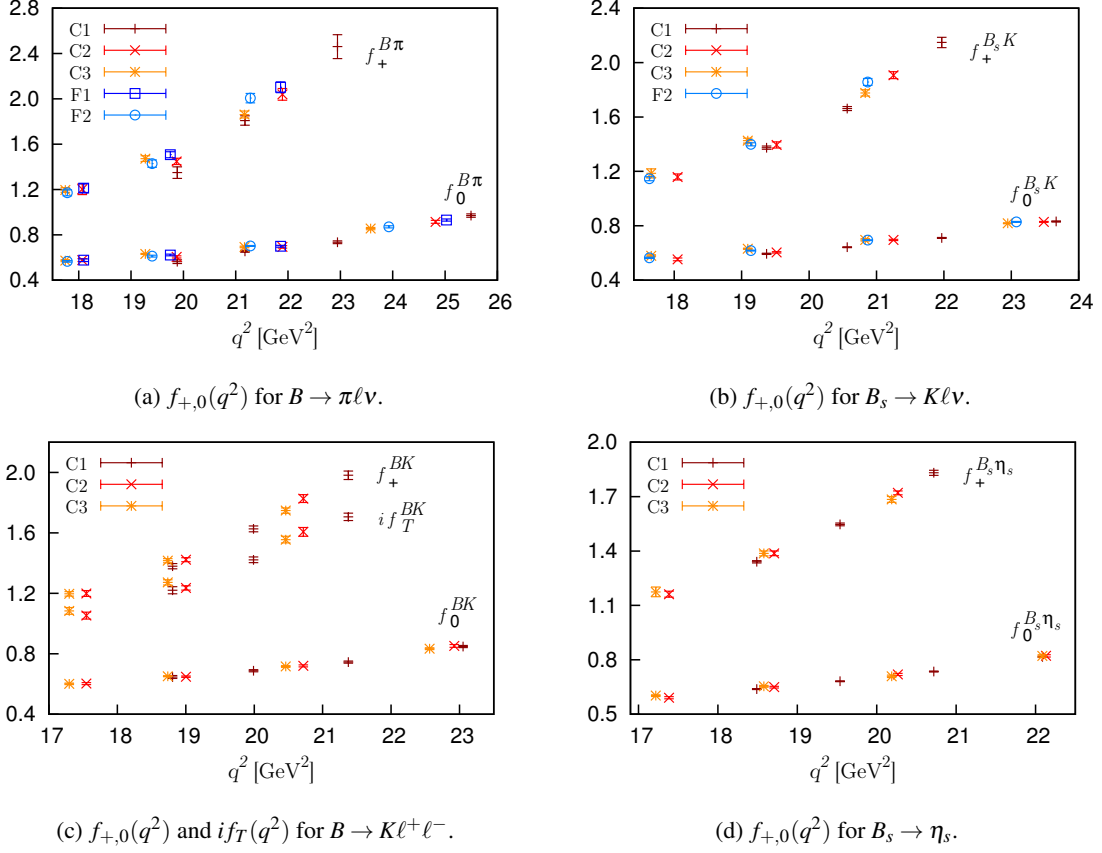 C1
C2
C3
F1
F2
f_+^{Bπ}
f_0^{Bπ}
2.8
2.4
2.0
1.6
1.2
0.8
0.4
18 19 20 21 22 23 24 25 26
q^2 [GeV^2]
(a) f_{+,0}(q^2) for B → πℓν.
C1
C2
C3
F2
f_+^{B_s K}
f_0^{B_s K}
2.4
2.0
1.6
1.2
0.8
0.4
18 19 20 21 22 23 24
q^2 [GeV^2]
(b) f_{+,0}(q^2) for B_s → Kℓν.
C1
C2
C3
f_+^{BK}
i f_T^{BK}
f_0^{BK}
2.0
1.6
1.2
0.8
0.4
17 18 19 20 21 22 23
q^2 [GeV^2]
(c) f_{+,0}(q^2) and if_T(q^2) for B → Kℓ^+ℓ^-.
C1
C2
C3
f_+^{B_s η_s}
f_0^{B_s η_s}
2.0
1.7
1.4
1.1
0.8
0.5
17 18 19 20 21 22
q^2 [GeV^2]
(d) f_{+,0}(q^2) for B_s → η_s.